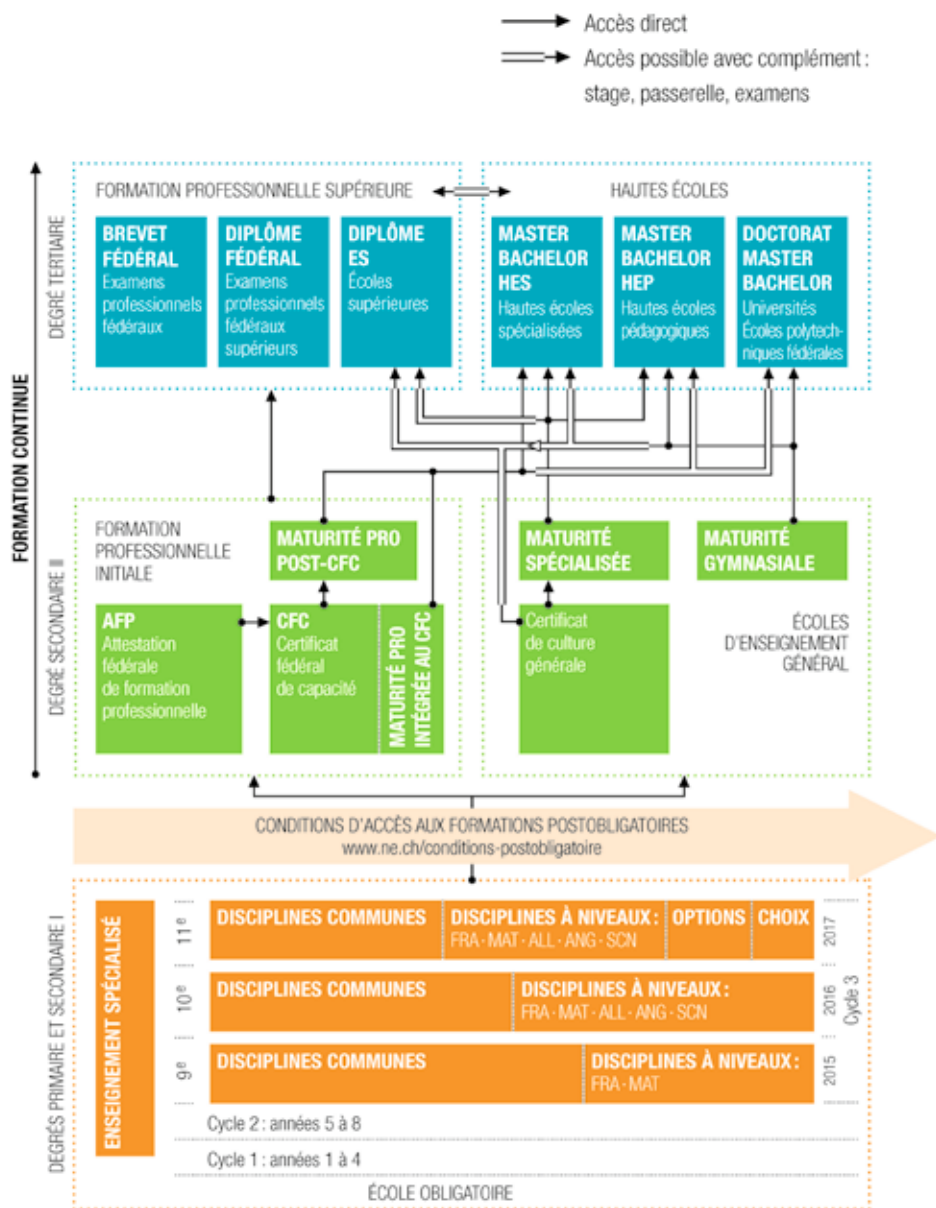 Accès direct
Accès possible avec complément :
stage, passerelle, examens
FORMATION CONTINUE
DEGRÉ TERTIAIRE
FORMATION PROFESSIONNELLE SUPÉRIEURE
BREVET
FÉDÉRAL
Examens
professionnels
fédéraux
DIPLÔME
FÉDÉRAL
Examens
professionnels
fédéraux
supérieurs
DIPLÔME
ES
Écoles
supérieures
HAUTES ÉCOLES
MASTER
BACHELOR
HES
Hautes écoles
spécialisées
MASTER
BACHELOR
HEP
Hautes écoles
pédagogiques
DOCTORAT
MASTER
BACHELOR
Universités
Écoles polytech-
niques fédérales
DEGRÉ SECONDAIRE II
FORMATION
PROFESSIONNELLE
INITIALE
MATURITÉ PRO
POST-CFC
AFP
Attestation
fédérale
de formation
professionnelle
CFC
Certificat
fédéral
de capacité
MATURITÉ PRO
INTÉGRÉE AU CFC
MATURITÉ
SPÉCIALISÉE
MATURITÉ
GYMNASIALE
Certificat
de culture
générale
ÉCOLES
D'ENSEIGNEMENT
GÉNÉRAL
CONDITIONS D'ACCÈS AUX FORMATIONS POSTOBLIGATOIRES
www.ne.ch/conditions-postobligatoire
DEGRÉS PRIMAIRE ET SECONDAIRE I
ENSEIGNEMENT SPÉCIALISÉ
11e
DISCIPLINES COMMUNES
DISCIPLINES À NIVEAUX :
FRA · MAT · ALL · ANG · SCN
OPTIONS
CHOIX
2017
10e
DISCIPLINES COMMUNES
DISCIPLINES À NIVEAUX :
FRA · MAT · ALL · ANG · SCN
2016
Cycle 3
9e
DISCIPLINES COMMUNES
DISCIPLINES À NIVEAUX :
FRA · MAT
2015
Cycle 2 : années 5 à 8
Cycle 1 : années 1 à 4
ÉCOLE OBLIGATOIRE